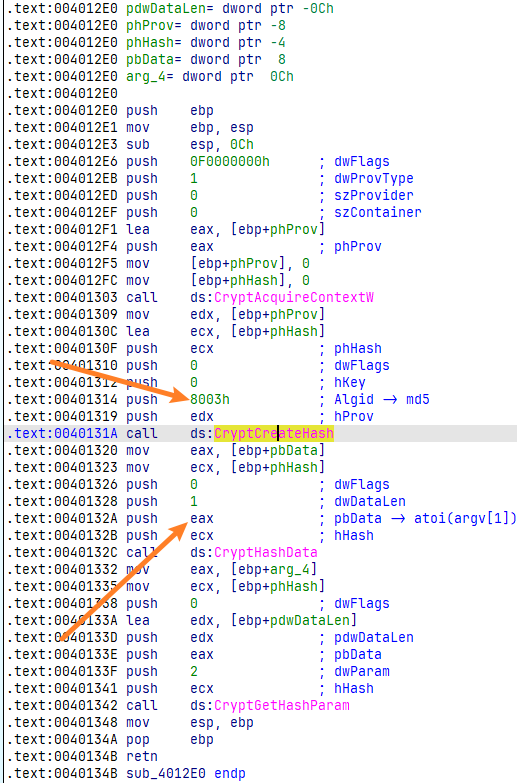 .text:004012E0 pdwDataLen= dword ptr -0Ch
.text:004012E0 phProv= dword ptr -8
.text:004012E0 phHash= dword ptr -4
.text:004012E0 pbData= dword ptr  8
.text:004012E0 arg_4= dword ptr  0Ch
.text:004012E0
.text:004012E0 push    ebp
.text:004012E1 mov     ebp, esp
.text:004012E3 sub     esp, 0Ch
.text:004012E6 push    0F0000000h      ; dwFlags
.text:004012EB push    1               ; dwProvType
.text:004012ED push    0               ; szProvider
.text:004012EF push    0               ; szContainer
.text:004012F1 lea     eax, [ebp+phProv]
.text:004012F4 push    eax             ; phProv
.text:004012F5 mov     [ebp+phProv], 0
.text:004012FC mov     [ebp+phHash], 0
.text:00401303 call    ds:CryptAcquireContextW
.text:00401309 mov     edx, [ebp+phProv]
.text:0040130C lea     ecx, [ebp+phHash]
.text:0040130F push    ecx             ; phHash
.text:00401310 push    0               ; dwFlags
.text:00401312 push    0               ; hKey
.text:00401314 push    8003h           ; Algid -> md5
.text:00401319 push    edx             ; hProv
.text:0040131A call    ds:CryptCreateHash
.text:00401320 mov     eax, [ebp+pbData]
.text:00401323 mov     ecx, [ebp+phHash]
.text:00401326 push    0               ; dwFlags
.text:00401328 push    1               ; dwDataLen
.text:0040132A push    eax             ; pbData -> atoi(argv[1])
.text:0040132B push    ecx             ; hHash
.text:0040132C call    ds:CryptHashData
.text:00401332 mov     eax, [ebp+arg_4]
.text:00401335 mov     ecx, [ebp+phHash]
.text:00401338 push    0               ; dwFlags
.text:0040133A lea     edx, [ebp+pdwDataLen]
.text:0040133D push    edx             ; pdwDataLen
.text:0040133E push    eax             ; pbData
.text:0040133F push    2               ; dwParam
.text:00401341 push    ecx             ; hHash
.text:00401342 call    ds:CryptGetHashParam
.text:00401348 mov     esp, ebp
.text:0040134A pop     ebp
.text:0040134B retn
.text:0040134B sub_4012E0 endp